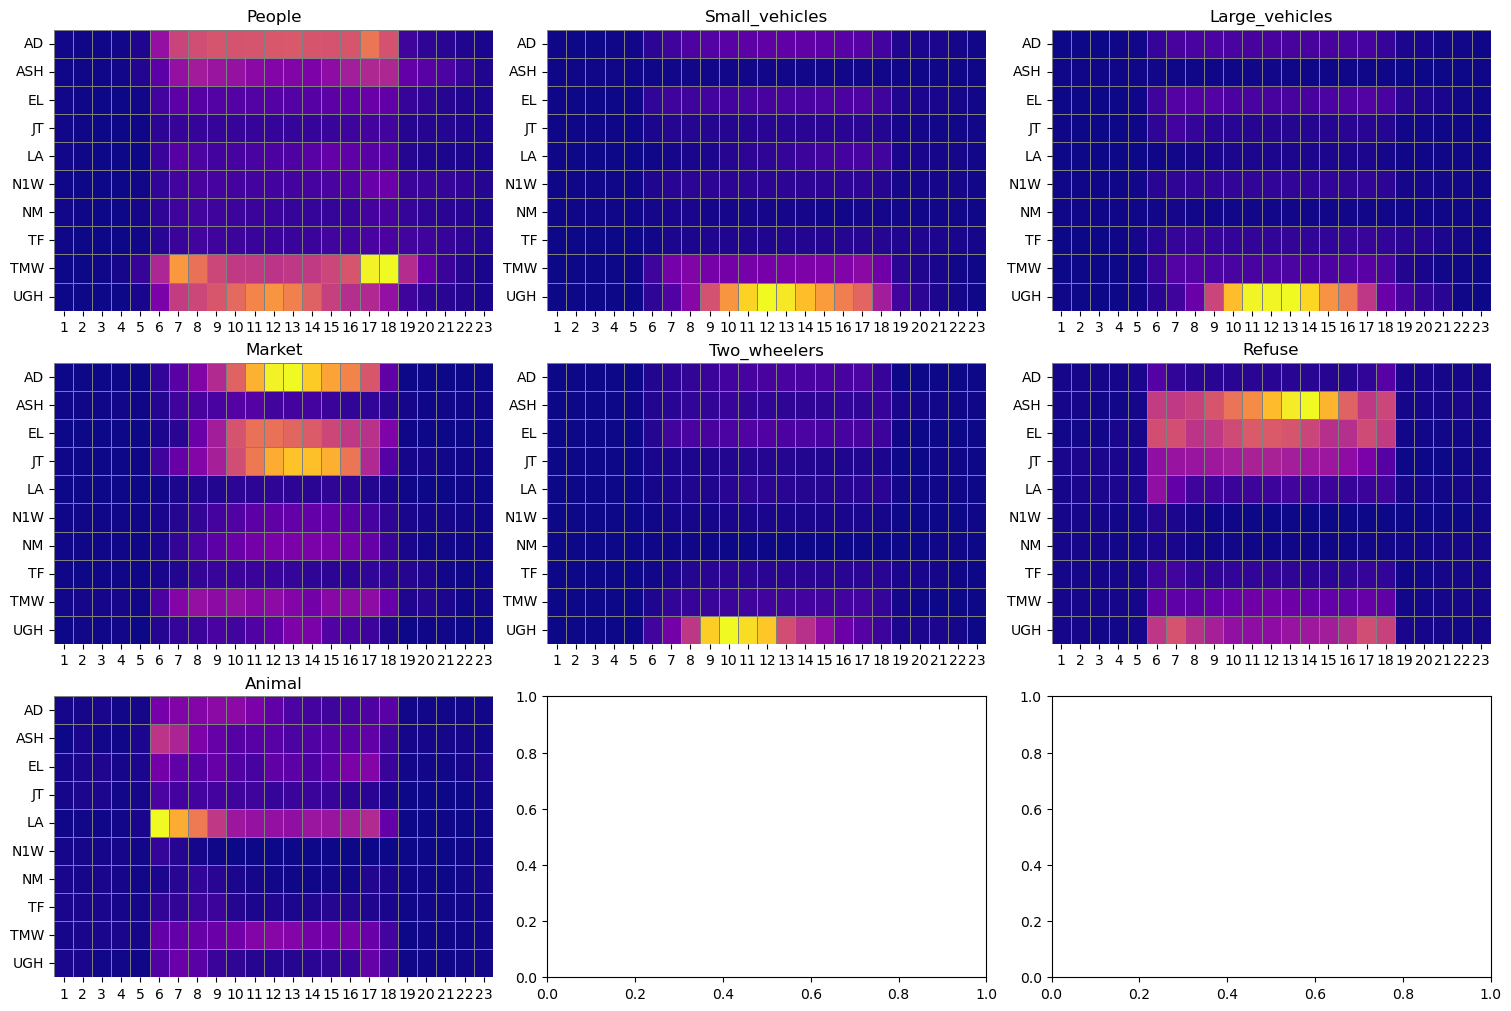 People Small_vehicles Large_vehicles
AD AD AD
ASH ASH ASH
EL EL EL
JT JT JT
LA LA LA
N1W N1W N1W
NM NM NM
TF TF TF
TMW TMW TMW
UGH UGH UGH
1 2 3 4 5 6 7 8 9 10 11 12 13 14 15 16 17 18 19 20 21 22 23 1 2 3 4 5 6 7 8 9 10 11 12 13 14 15 16 17 18 19 20 21 22 23 1 2 3 4 5 6 7 8 9 10 11 12 13 14 15 16 17 18 19 20 21 22 23
Market Two_wheelers Refuse
AD AD AD
ASH ASH ASH
EL EL EL
JT JT JT
LA LA LA
N1W N1W N1W
NM NM NM
TF TF TF
TMW TMW TMW
UGH UGH UGH
1 2 3 4 5 6 7 8 9 10 11 12 13 14 15 16 17 18 19 20 21 22 23 1 2 3 4 5 6 7 8 9 10 11 12 13 14 15 16 17 18 19 20 21 22 23 1 2 3 4 5 6 7 8 9 10 11 12 13 14 15 16 17 18 19 20 21 22 23
Animal
1.0 1.0
AD
ASH
0.8 0.8
EL
JT
0.6 0.6
LA
N1W
0.4 0.4
NM
TF
0.2 0.2
TMW
UGH
0.0 0.0
1 2 3 4 5 6 7 8 9 10 11 12 13 14 15 16 17 18 19 20 21 22 23 0.0 0.2 0.4 0.6 0.8 1.0 0.0 0.2 0.4 0.6 0.8 1.0